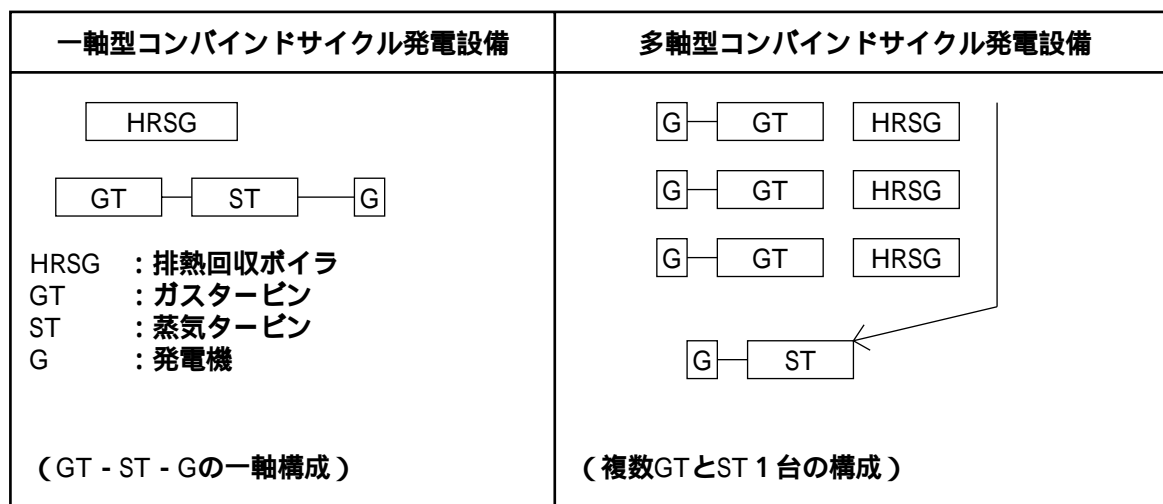 一軸型コンバインドサイクル発電設備
多軸型コンバインドサイクル発電設備
HRSG
GT ST G
HRSG ：排熱回収ボイラ
GT ：ガスタービン
ST ：蒸気タービン
G ：発電機
（GT - ST - Gの一軸構成）
G GT HRSG
G GT HRSG
G GT HRSG
G ST
（複数GTとST１台の構成）